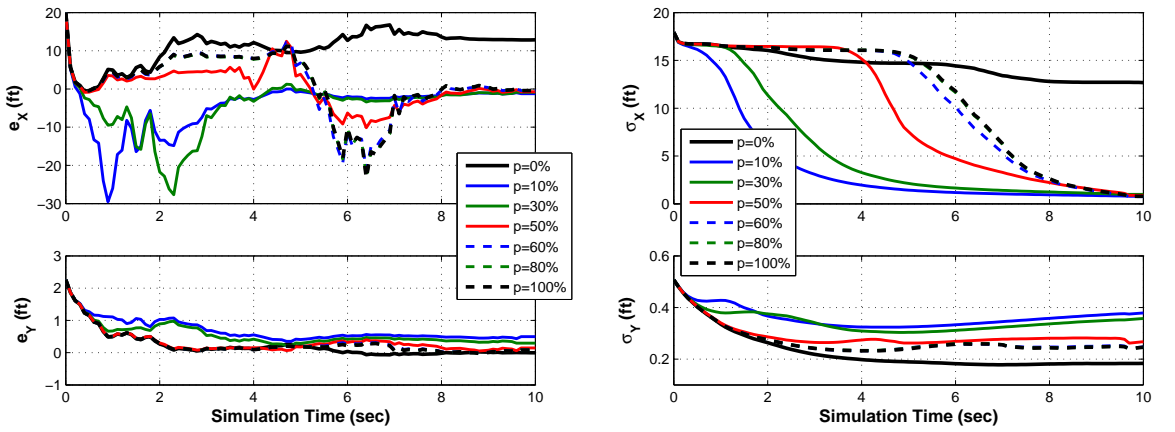 20
10
0
−10
−20
−30
e_X (ft)
0
2
4
6
8
10
p=0%
p=10%
p=30%
p=50%
p=60%
p=80%
p=100%
3
2
1
0
−1
e_Y (ft)
0
2
4
6
8
10
Simulation Time (sec)
20
15
10
5
0
σ_X (ft)
0
2
4
6
8
10
p=0%
p=10%
p=30%
p=50%
p=60%
p=80%
p=100%
0.6
0.4
0.2
σ_Y (ft)
0
2
4
6
8
10
Simulation Time (sec)